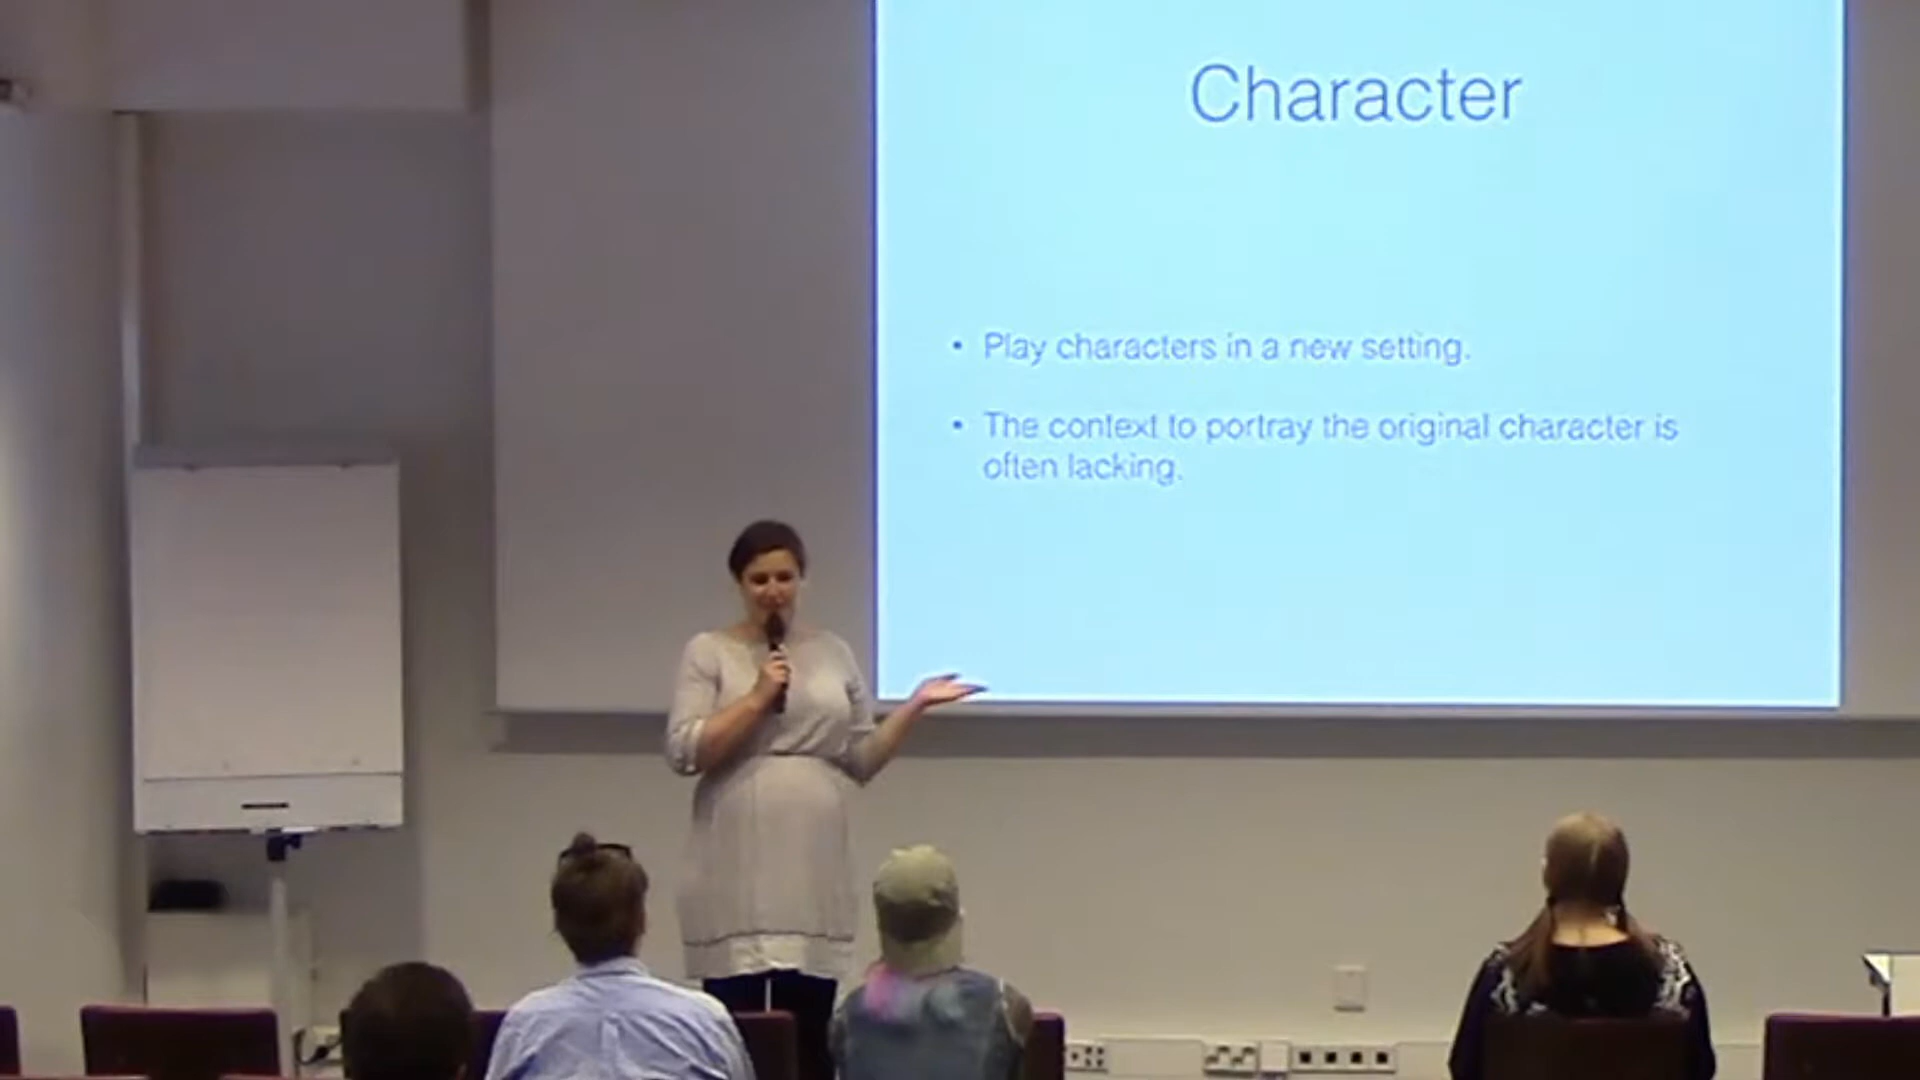 Character
• Play characters in a new setting.
• The context to portray the original character is
often lacking.